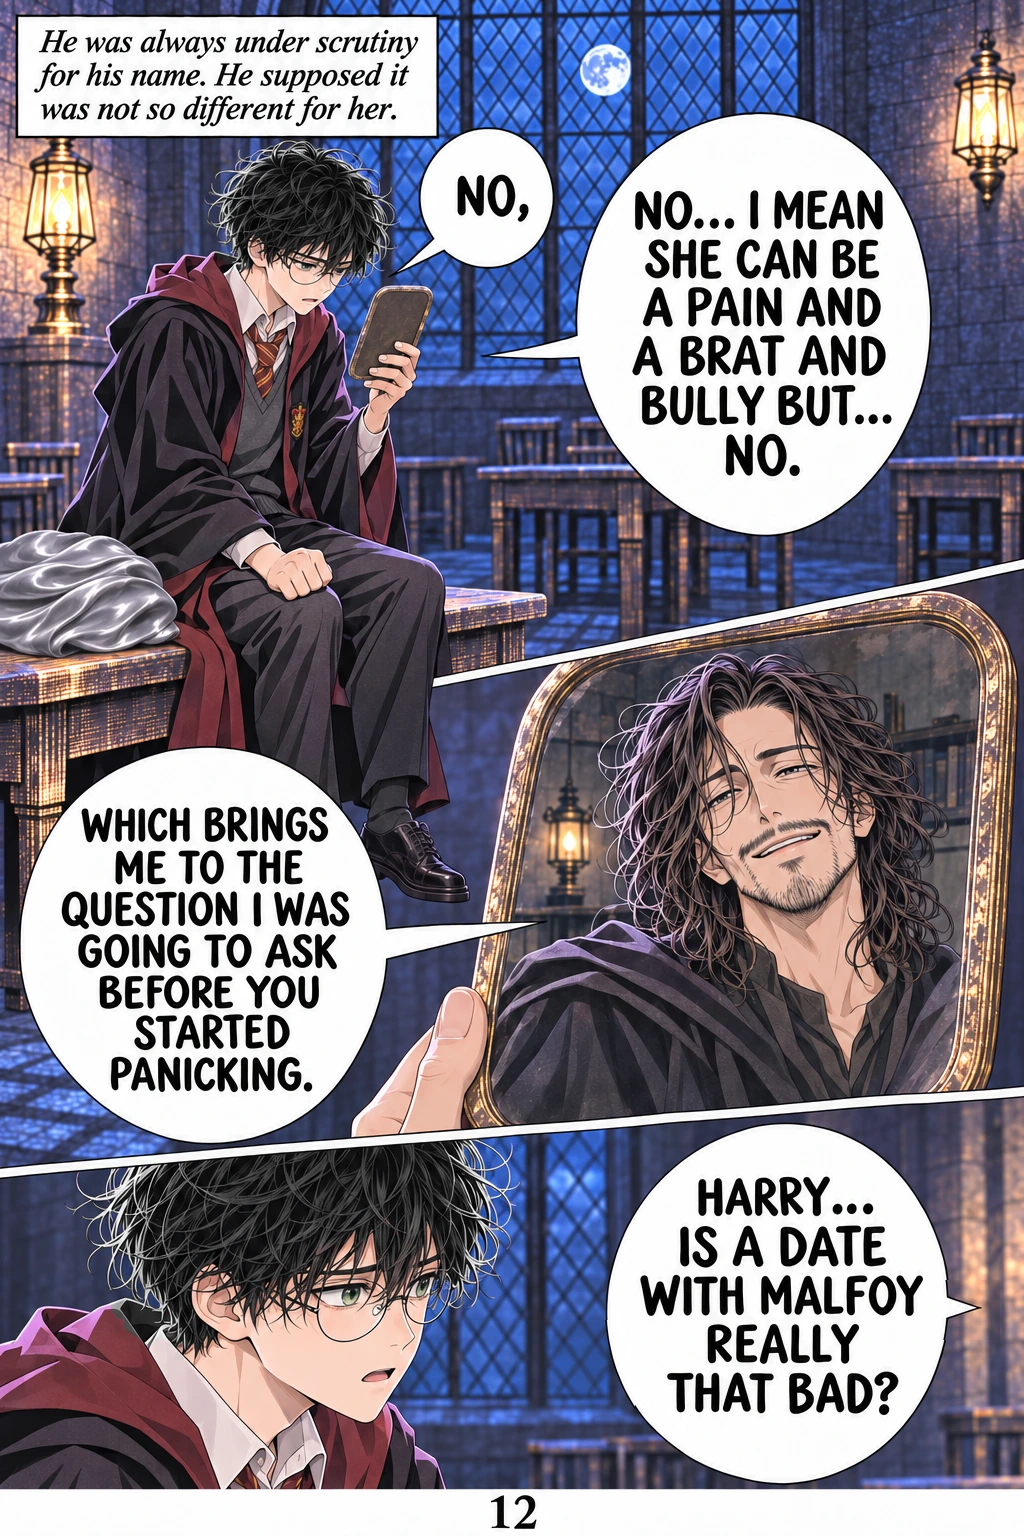 He was always under scrutiny
for his name. He supposed it
was not so different for her.
NO,
NO... I MEAN
SHE CAN BE
A PAIN AND
A BRAT AND
BULLY BUT...
NO.
WHICH BRINGS
ME TO THE
QUESTION I WAS
GOING TO ASK
BEFORE YOU
STARTED
PANICKING.
HARRY...
IS A DATE
WITH MALFOY
REALLY
THAT BAD?
12